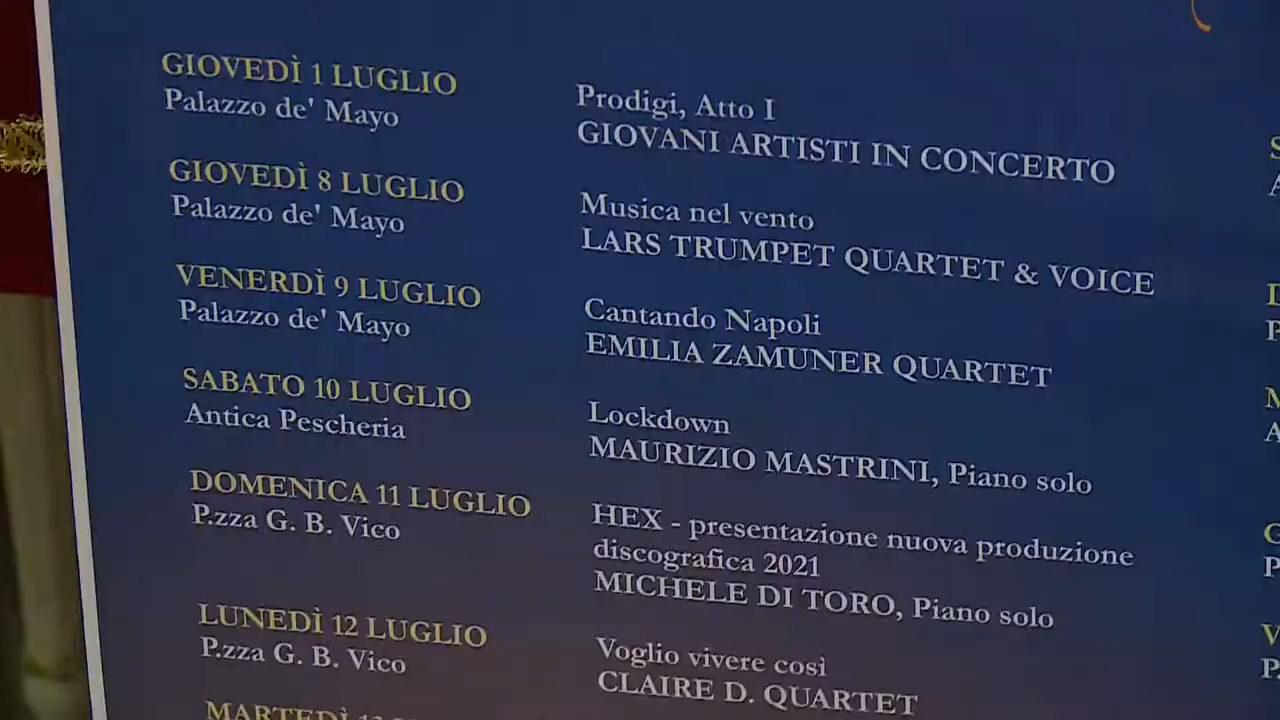 GIOVEDÌ 1 LUGLIO
Palazzo de' Mayo
Prodigi, Atto I
GIOVANI ARTISTI IN CONCERTO
GIOVEDÌ 8 LUGLIO
Palazzo de' Mayo
Musica nel vento
LARS TRUMPET QUARTET & VOICE
VENERDÌ 9 LUGLIO
Palazzo de' Mayo
Cantando Napoli
EMILIA ZAMUNER QUARTET
SABATO 10 LUGLIO
Antica Pescheria
Lockdown
MAURIZIO MASTRINI, Piano solo
DOMENICA 11 LUGLIO
P.zza G. B. Vico
HEX - presentazione nuova produzione
discografica 2021
MICHELE DI TORO, Piano solo
LUNEDÌ 12 LUGLIO
P.zza G. B. Vico
Voglio vivere così
CLAIRE D. QUARTET
MARTEDÌ